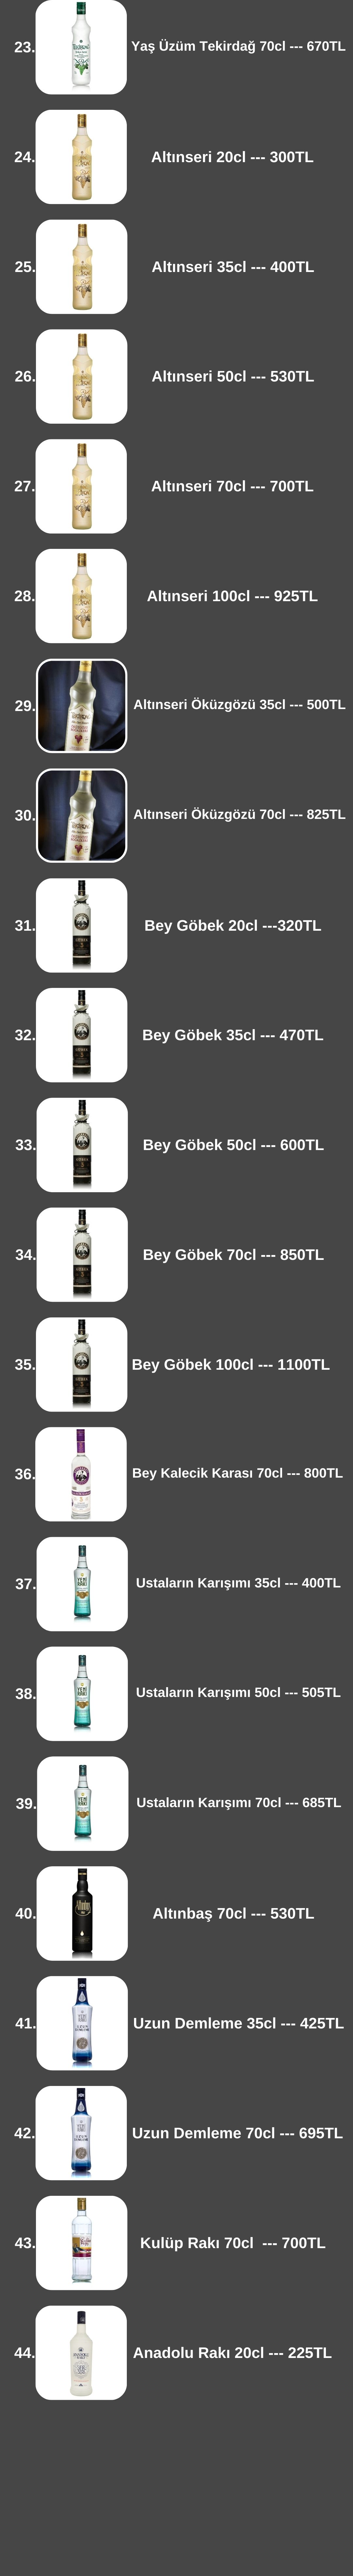 23. Yaş Üzüm Tekirdağ 70cl --- 670TL
24. Altınseri 20cl --- 300TL
25. Altınseri 35cl --- 400TL
26. Altınseri 50cl --- 530TL
27. Altınseri 70cl --- 700TL
28. Altınseri 100cl --- 925TL
29. Altınseri Öküzgözü 35cl --- 500TL
30. Altınseri Öküzgözü 70cl --- 825TL
31. Bey Göbek 20cl ---320TL
32. Bey Göbek 35cl --- 470TL
33. Bey Göbek 50cl --- 600TL
34. Bey Göbek 70cl --- 850TL
35. Bey Göbek 100cl --- 1100TL
36. Bey Kalecik Karası 70cl --- 800TL
37. Ustaların Karışımı 35cl --- 400TL
38. Ustaların Karışımı 50cl --- 505TL
39. Ustaların Karışımı 70cl --- 685TL
40. Altınbaş 70cl --- 530TL
41. Uzun Demleme 35cl --- 425TL
42. Uzun Demleme 70cl --- 695TL
43. Kulüp Rakı 70cl  --- 700TL
44. Anadolu Rakı 20cl --- 225TL